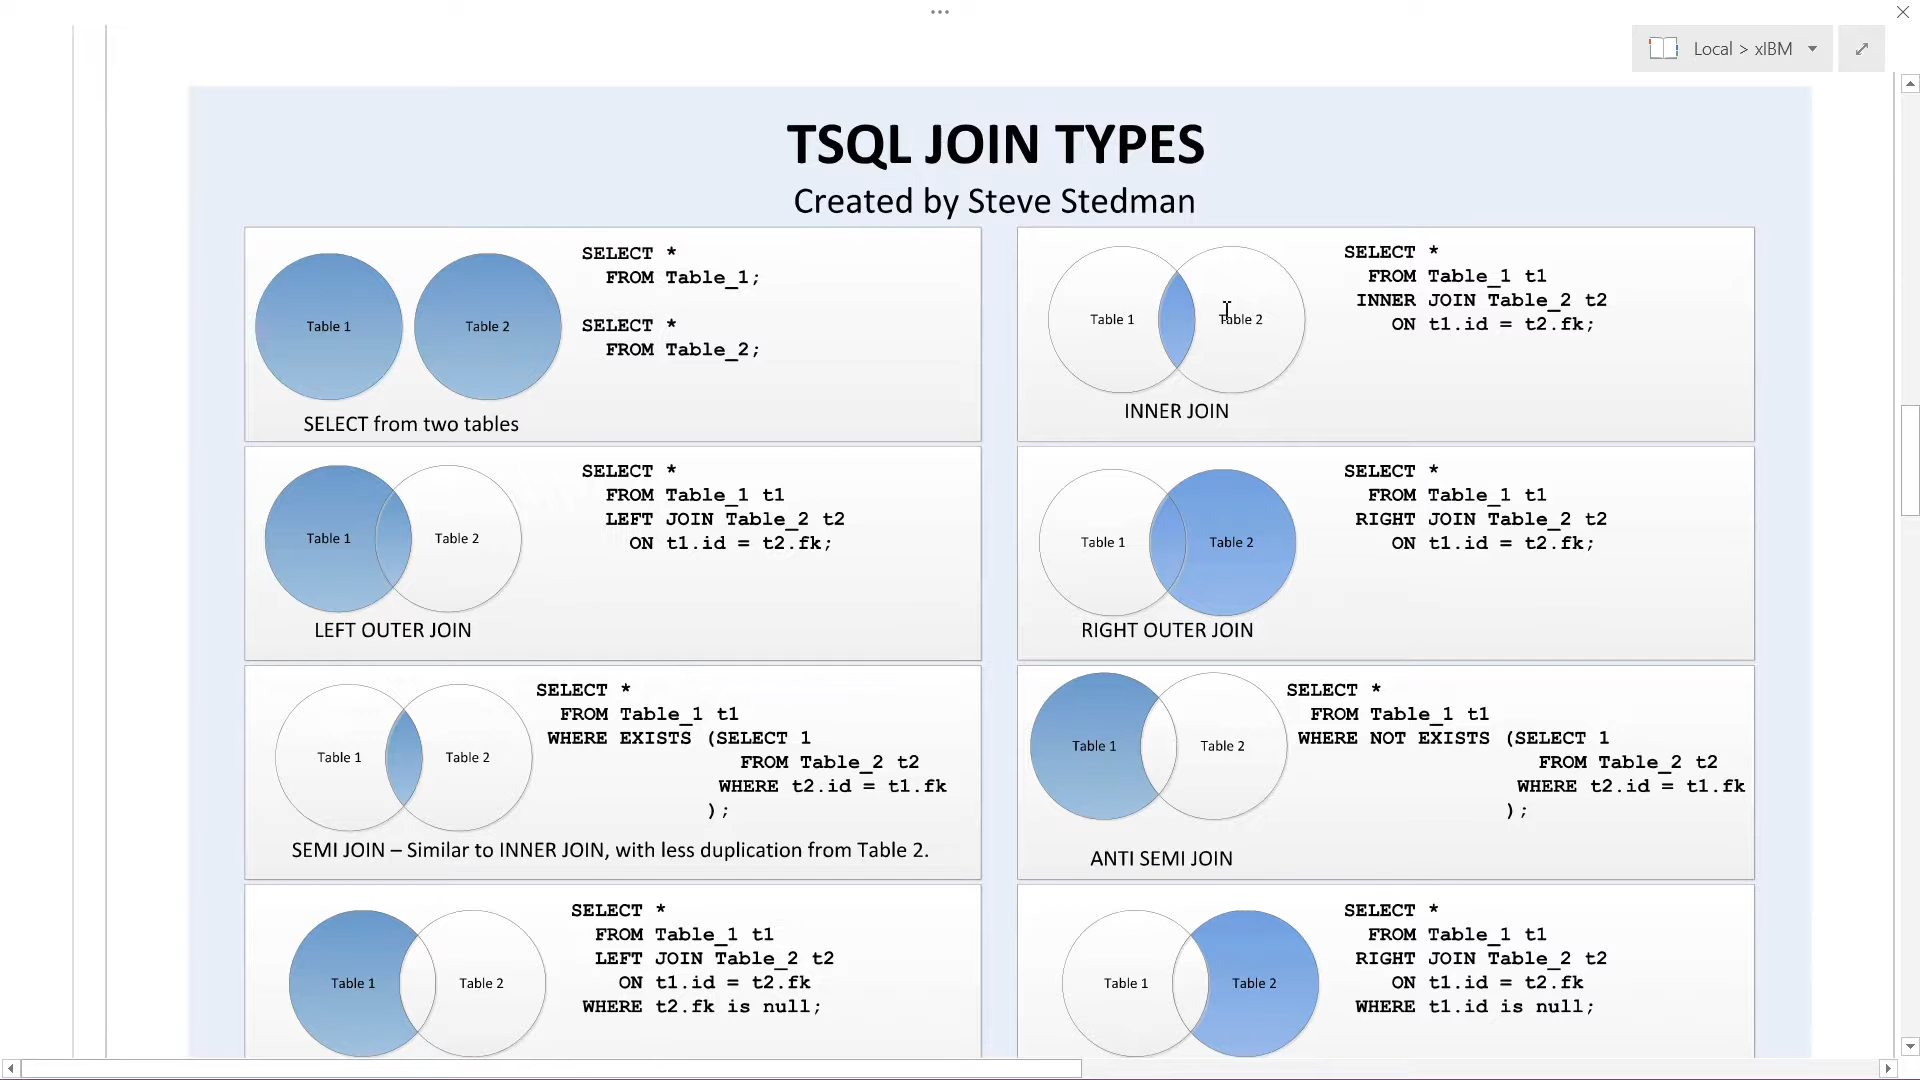 Local > xIBM
TSQL JOIN TYPES
Created by Steve Stedman
Table 1
Table 2
SELECT *
FROM Table_1;
SELECT *
FROM Table_2;
SELECT from two tables
Table 1
Table 2
SELECT *
FROM Table_1 t1
INNER JOIN Table_2 t2
ON t1.id = t2.fk;
INNER JOIN
Table 1
Table 2
SELECT *
FROM Table_1 t1
LEFT JOIN Table_2 t2
ON t1.id = t2.fk;
LEFT OUTER JOIN
Table 1
Table 2
SELECT *
FROM Table_1 t1
RIGHT JOIN Table_2 t2
ON t1.id = t2.fk;
RIGHT OUTER JOIN
Table 1
Table 2
SELECT *
FROM Table_1 t1
WHERE EXISTS (SELECT 1
FROM Table_2 t2
WHERE t2.id = t1.fk
);
SEMI JOIN – Similar to INNER JOIN, with less duplication from Table 2.
Table 1
Table 2
SELECT *
FROM Table_1 t1
WHERE NOT EXISTS (SELECT 1
FROM Table_2 t2
WHERE t2.id = t1.fk
);
ANTI SEMI JOIN
Table 1
Table 2
SELECT *
FROM Table_1 t1
LEFT JOIN Table_2 t2
ON t1.id = t2.fk
WHERE t2.fk is null;
Table 1
Table 2
SELECT *
FROM Table_1 t1
RIGHT JOIN Table_2 t2
ON t1.id = t2.fk
WHERE t1.id is null;